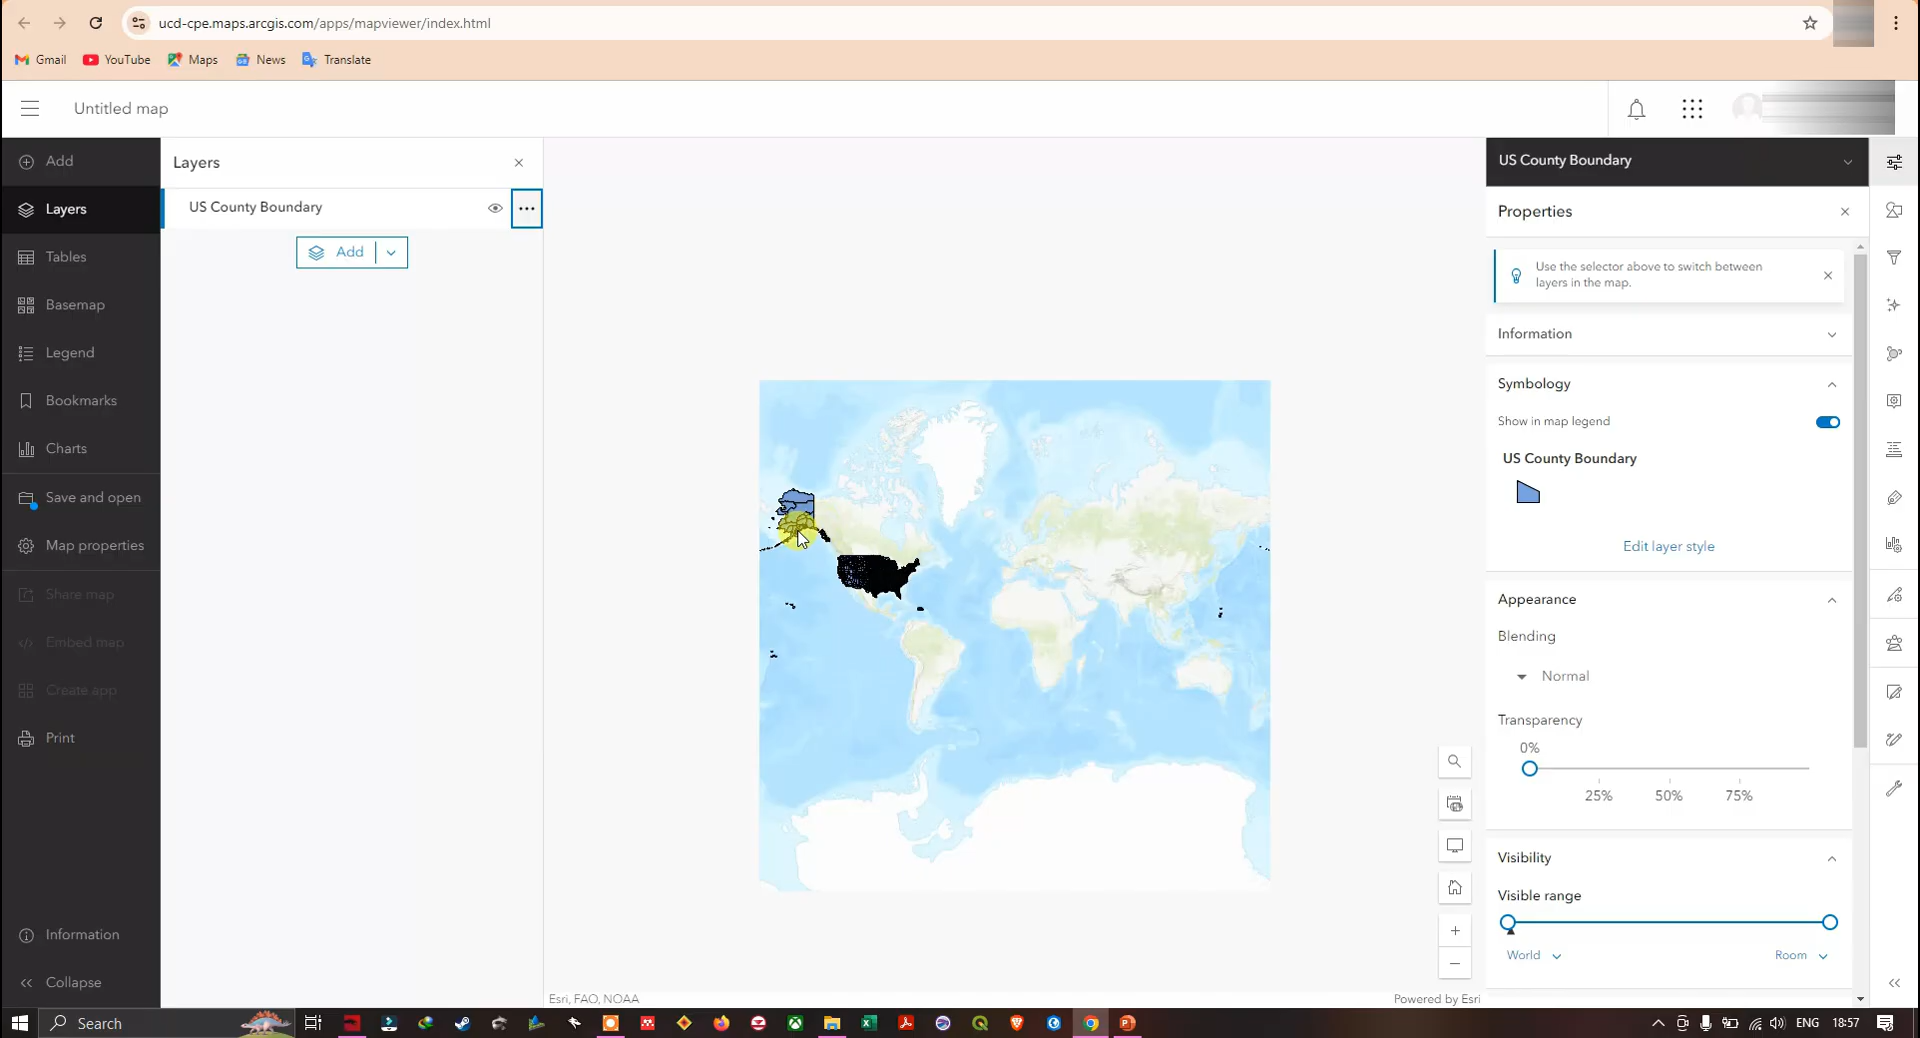 ucd-cpe.maps.arcgis.com/apps/mapviewer/index.html
Gmail YouTube Maps News Translate
Untitled map
Add
Layers
Tables
Basemap
Legend
Bookmarks
Charts
Save and open
Map properties
Share map
Embed map
Create app
Print
Information
Collapse
Layers
US County Boundary
Add
Esri, FAO, NOAA
Powered by Esri
US County Boundary
Properties
Use the selector above to switch between
layers in the map.
Information
Symbology
Show in map legend
US County Boundary
Edit layer style
Appearance
Blending
Normal
Transparency
0%
25% 50% 75%
Visibility
Visible range
World Room
Search
ENG 18:57